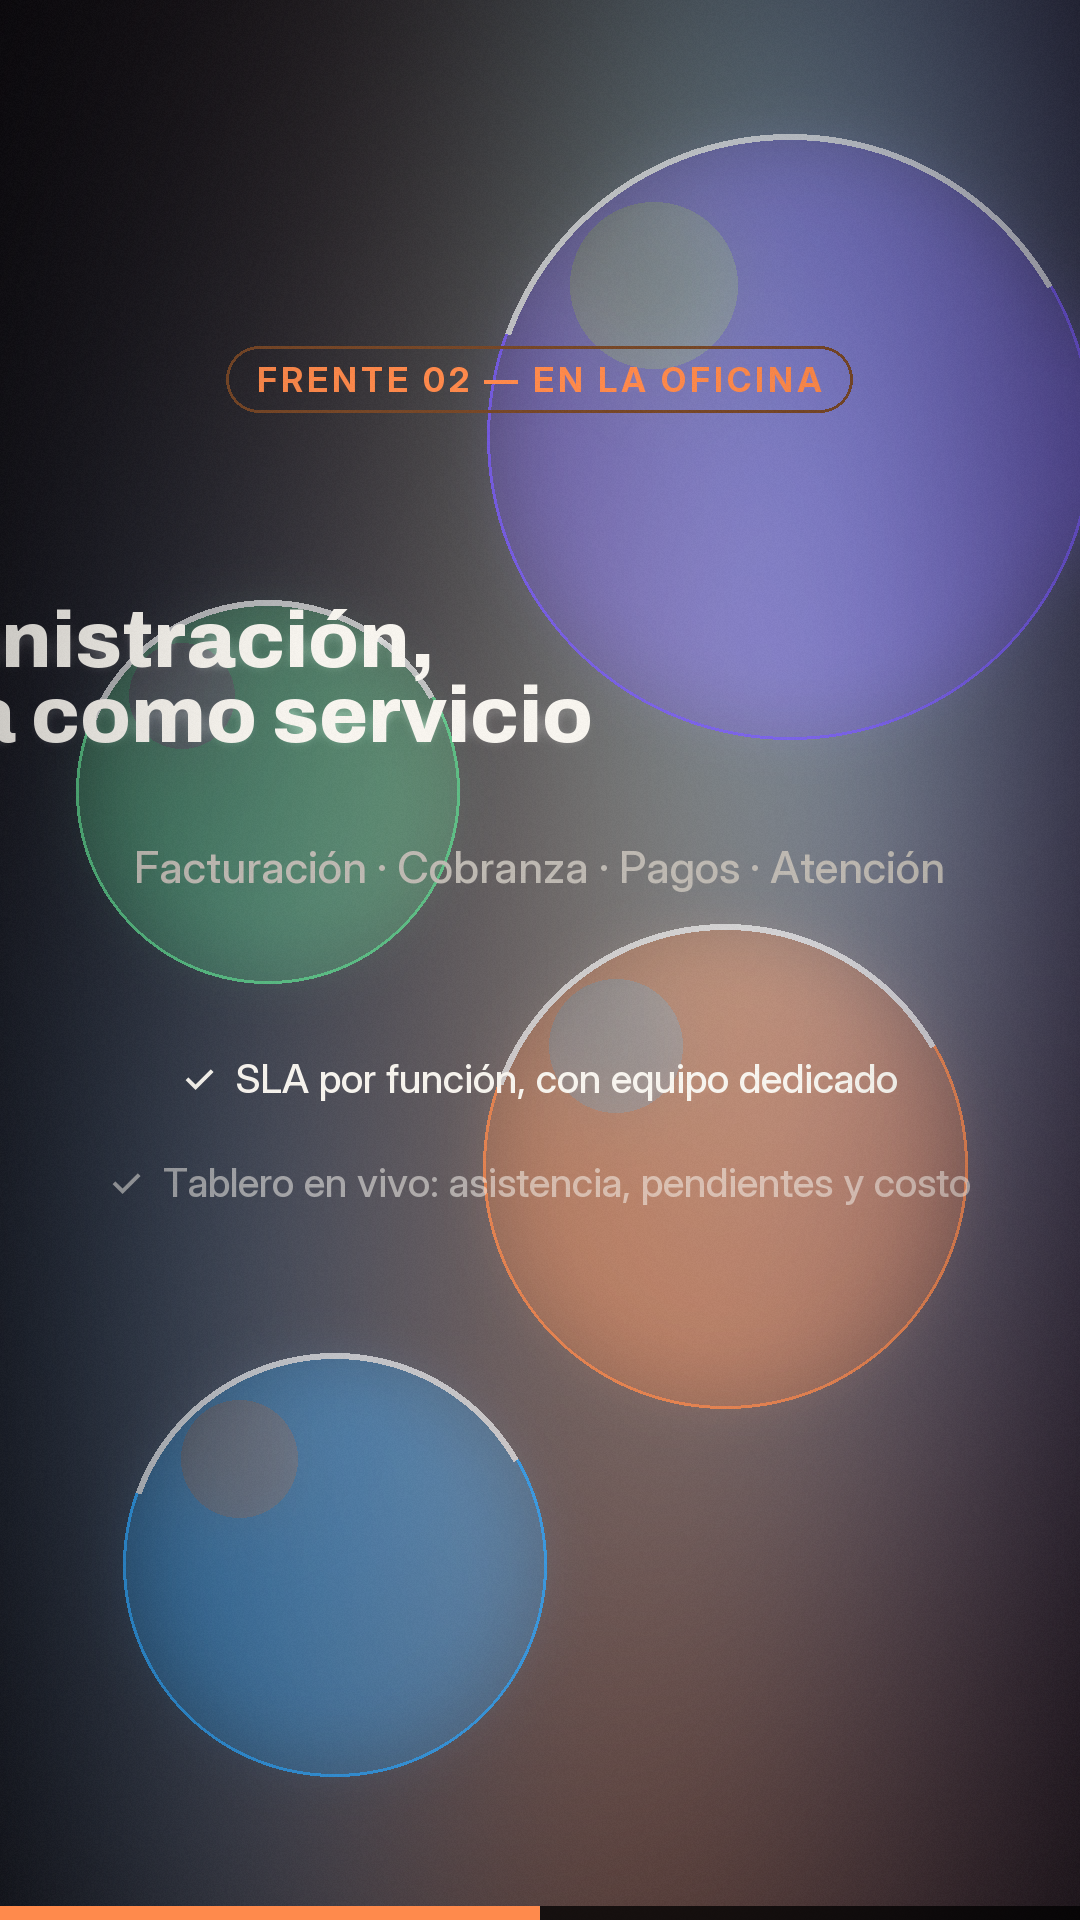 FRENTE 02 — EN LA OFICINA
nistración,
a como servicio
Facturación · Cobranza · Pagos · Atención
✓ SLA por función, con equipo dedicado
✓ Tablero en vivo: asistencia, pendientes y costo